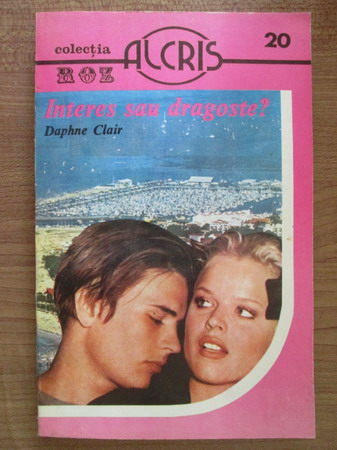 colecția
ROZ
ALCRIS
20
Interes sau dragoste?
Daphne Clair